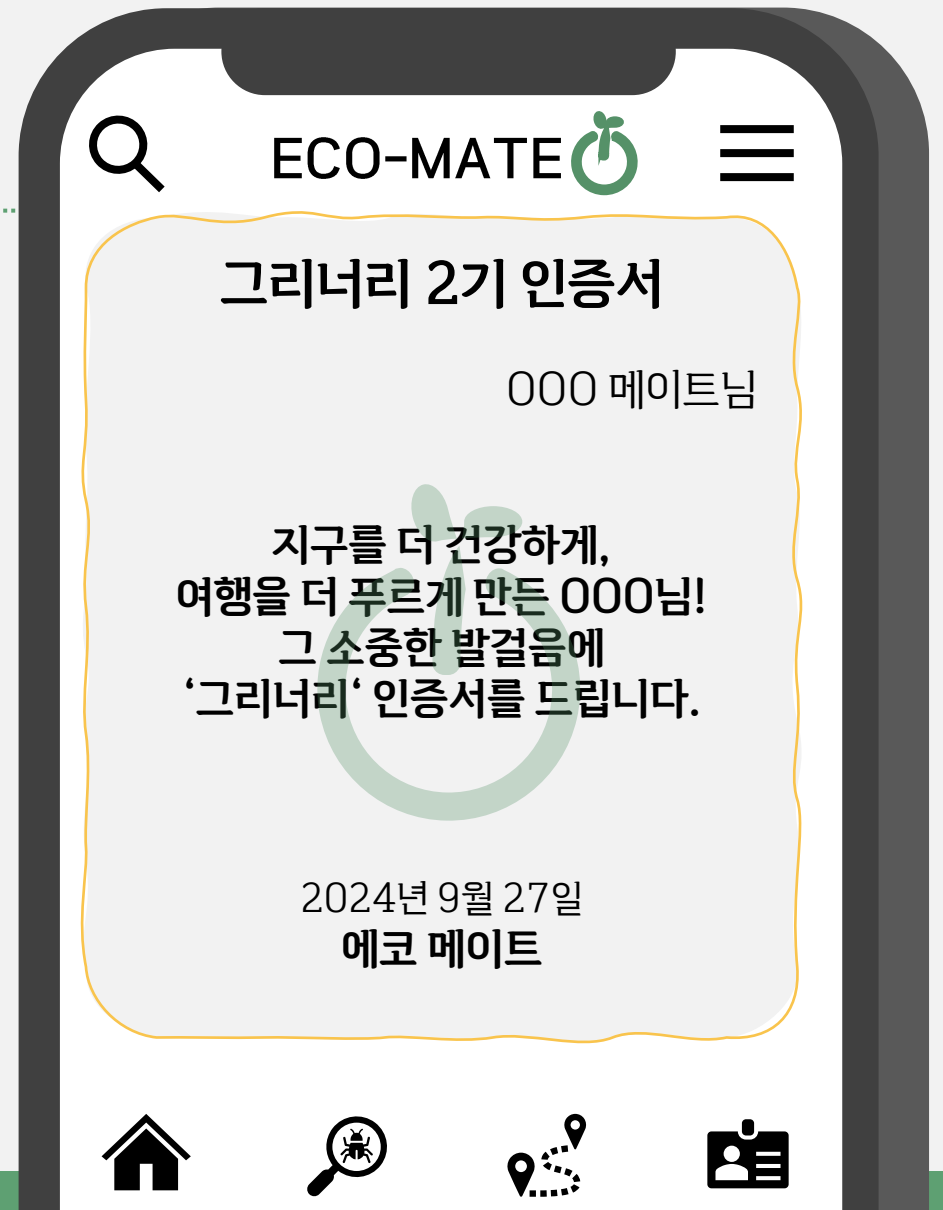 ECO-MATE
그리너리 2기 인증서
OOO 메이트님
지구를 더 건강하게,
여행을 더 푸르게 만든 OOO님!
그 소중한 발걸음에
‘그리너리‘ 인증서를 드립니다.
2024년 9월 27일
에코 메이트